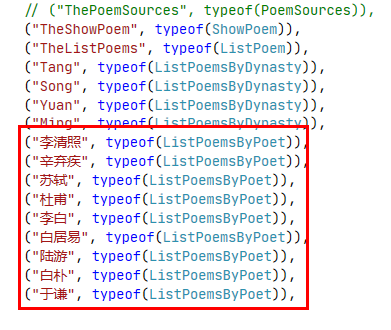 // ("ThePoemSources", typeof(PoemSources)),
("TheShowPoem", typeof(ShowPoem)),
("TheListPoems", typeof(ListPoem)),
("Tang", typeof(ListPoemsByDynasty)),
("Song", typeof(ListPoemsByDynasty)),
("Yuan", typeof(ListPoemsByDynasty)),
("Ming", typeof(ListPoemsByDynasty)),
("李清照", typeof(ListPoemsByPoet)),
("辛弃疾", typeof(ListPoemsByPoet)),
("苏轼", typeof(ListPoemsByPoet)),
("杜甫", typeof(ListPoemsByPoet)),
("李白", typeof(ListPoemsByPoet)),
("白居易", typeof(ListPoemsByPoet)),
("陆游", typeof(ListPoemsByPoet)),
("白朴", typeof(ListPoemsByPoet)),
("于谦", typeof(ListPoemsByPoet)),